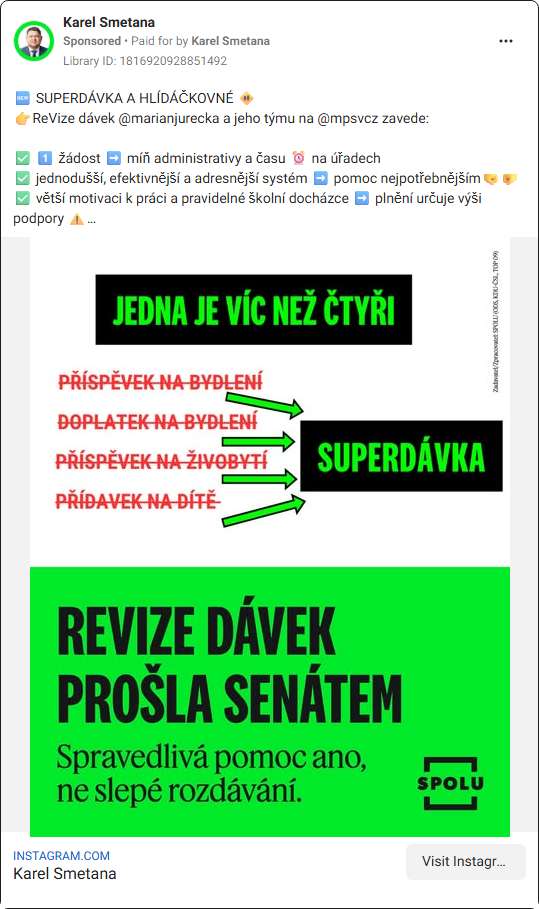 Karel Smetana
Sponsored • Paid for by Karel Smetana
Library ID: 1816920928851492
🆕 SUPERDÁVKA A HLÍDÁČKOVNÉ 🚸
👉ReVize dávek @marianjurecka a jeho týmu na @mpsvcz zavede:
✅ 1️⃣ žádost ➡️ míň administrativy a času ⏰ na úřadech
✅ jednodušší, efektivnější a adresnější systém ➡️ pomoc nejpotřebnějším🤝🤛
✅ větší motivaci k práci a pravidelné školní docházce ➡️ plnění určuje výši
podpory ⚠️ …
Zadavatel/Zpracovatel: SPOLU (ODS, KDU-ČSL, TOP 09)
JEDNA JE VÍC NEŽ ČTYŘI
PŘÍSPĚVEK NA BYDLENÍ
DOPLATEK NA BYDLENÍ
PŘÍSPĚVEK NA ŽIVOBYTÍ
PŘÍDAVEK NA DÍTĚ
SUPERDÁVKA
REVIZE DÁVEK
PROŠLA SENÁTEM
Spravedlivá pomoc ano,
ne slepé rozdávání.
SPOLU
INSTAGRAM.COM
Karel Smetana
Visit Instagr...